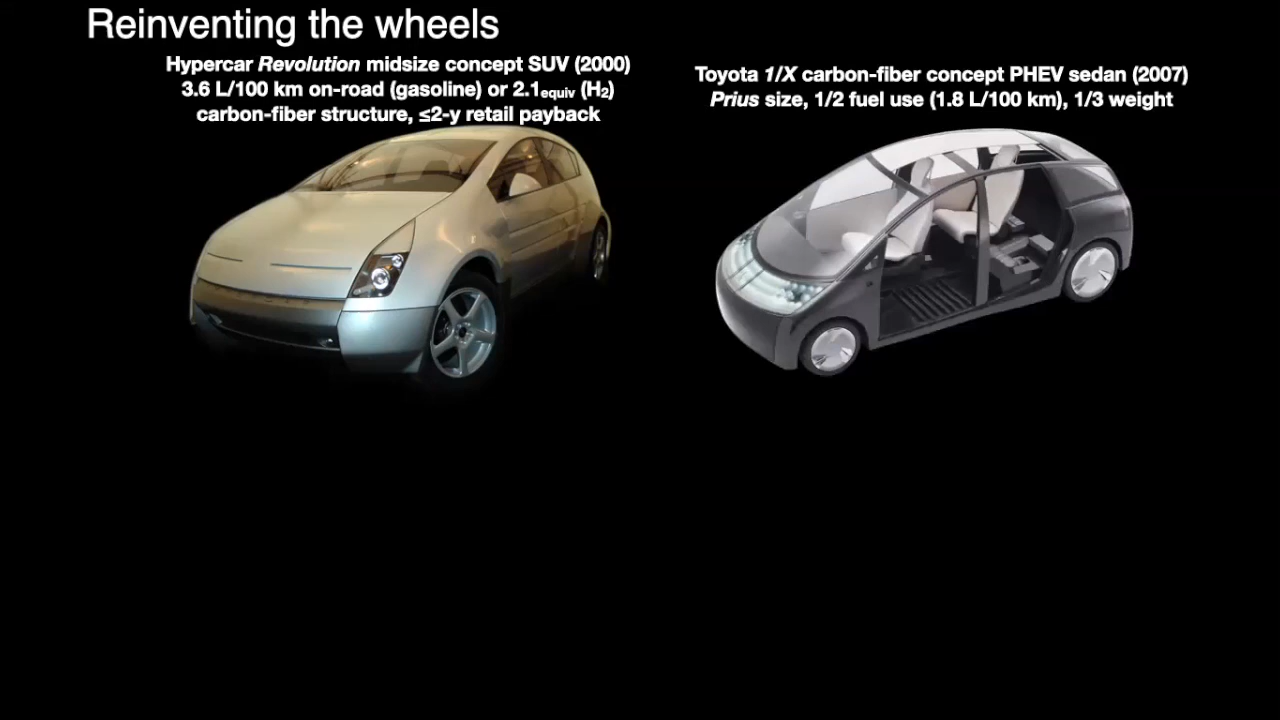 Reinventing the wheels
Hypercar Revolution midsize concept SUV (2000)
3.6 L/100 km on-road (gasoline) or 2.1equiv (H2)
carbon-fiber structure, ≤2-y retail payback
Toyota 1/X carbon-fiber concept PHEV sedan (2007)
Prius size, 1/2 fuel use (1.8 L/100 km), 1/3 weight